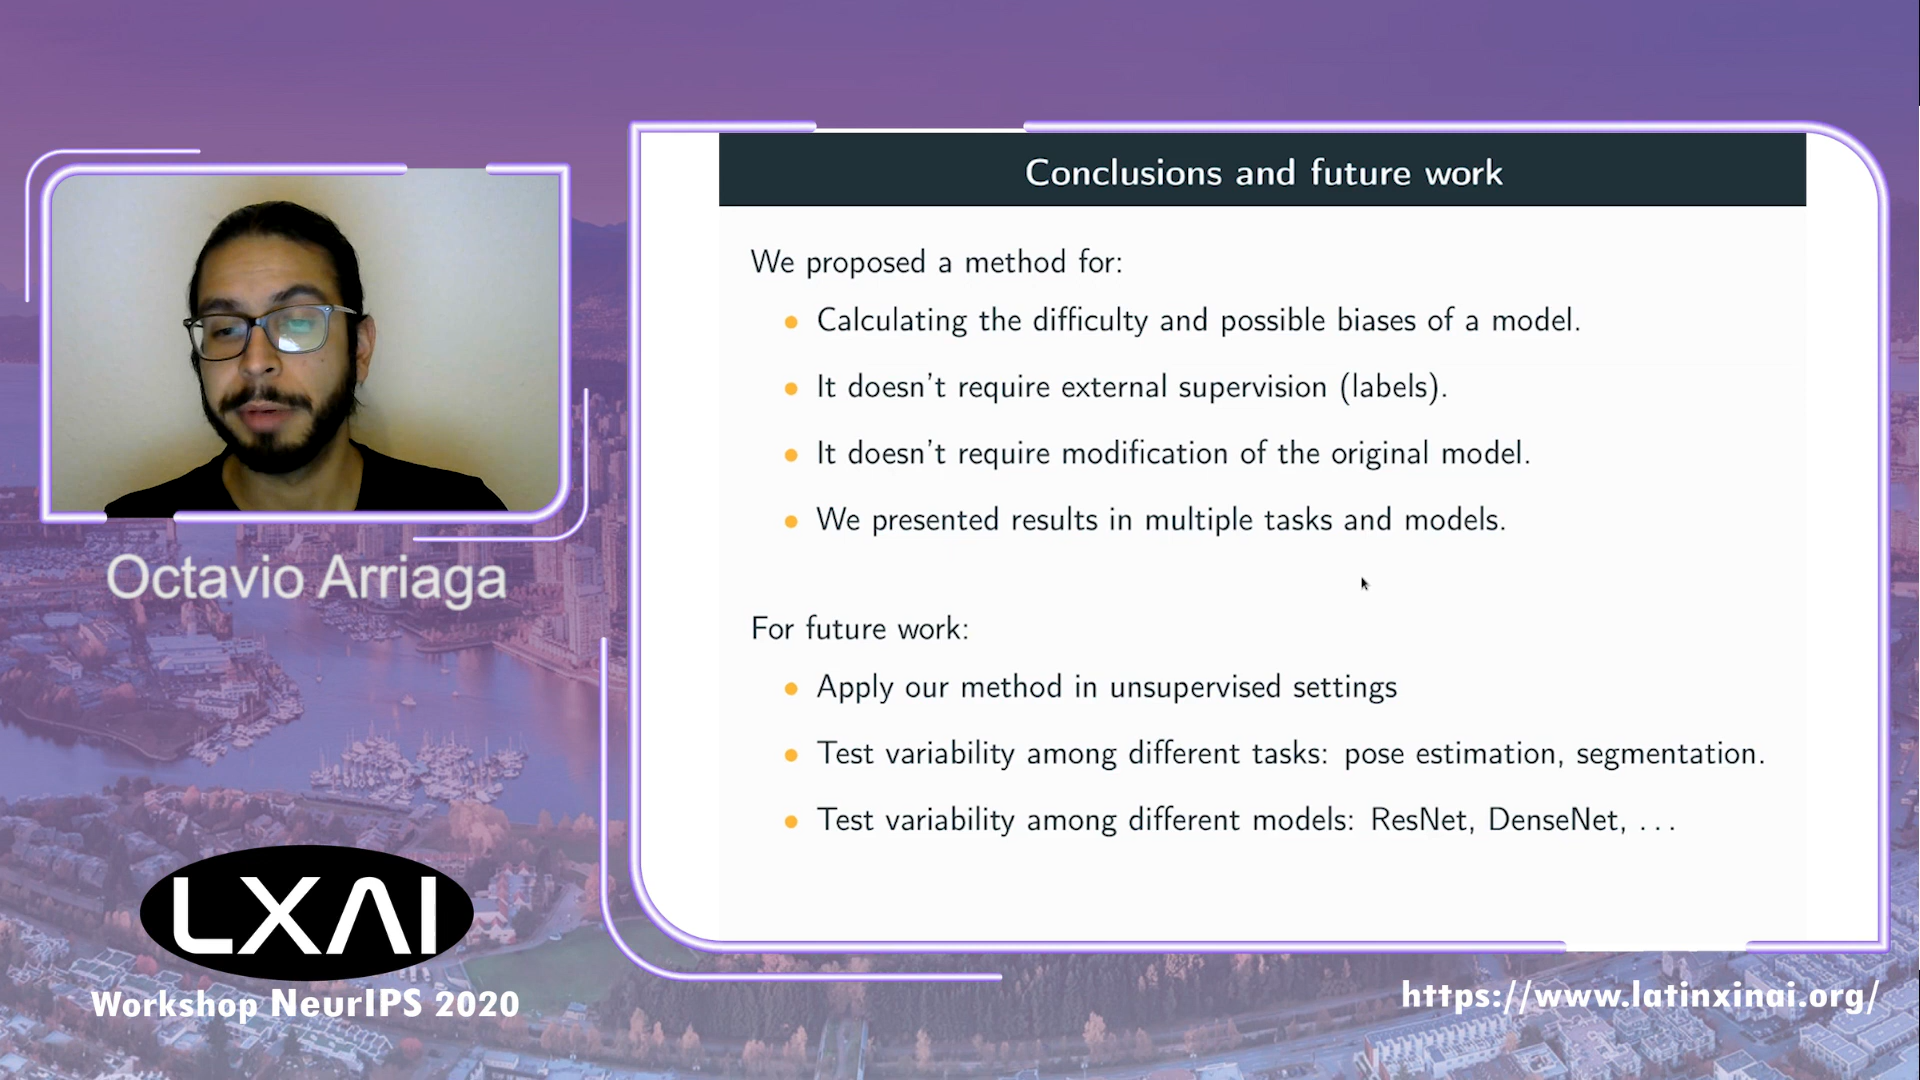 Conclusions and future work
We proposed a method for:
• Calculating the difficulty and possible biases of a model.
• It doesn't require external supervision (labels).
• It doesn't require modification of the original model.
• We presented results in multiple tasks and models.
For future work:
• Apply our method in unsupervised settings
• Test variability among different tasks: pose estimation, segmentation.
• Test variability among different models: ResNet, DenseNet, ...
Octavio Arriaga
LXAI
Workshop NeurIPS 2020
https://www.latinxinai.org/